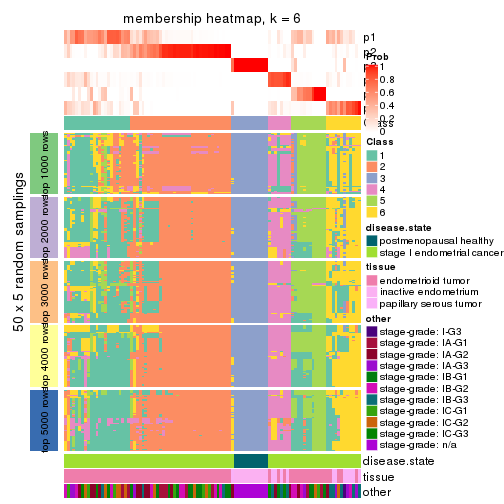 membership heatmap, k = 6
p1
p2
Prob
1
0.8
0.6
0.4
0.2
0
Class
1
2
3
4
5
6
disease.state
postmenopausal healthy
stage I endometrial cancer
tissue
endometrioid tumor
inactive endometrium
papillary serous tumor
other
stage-grade: I-G3
stage-grade: IA-G1
stage-grade: IA-G2
stage-grade: IA-G3
stage-grade: IB-G1
stage-grade: IB-G2
stage-grade: IB-G3
stage-grade: IC-G1
stage-grade: IC-G2
stage-grade: IC-G3
stage-grade: n/a
50 x 5 random samplings
top 1000 rows
top 2000 rows
top 3000 rows
top 4000 rows
top 5000 rows
disease.state
tissue
other